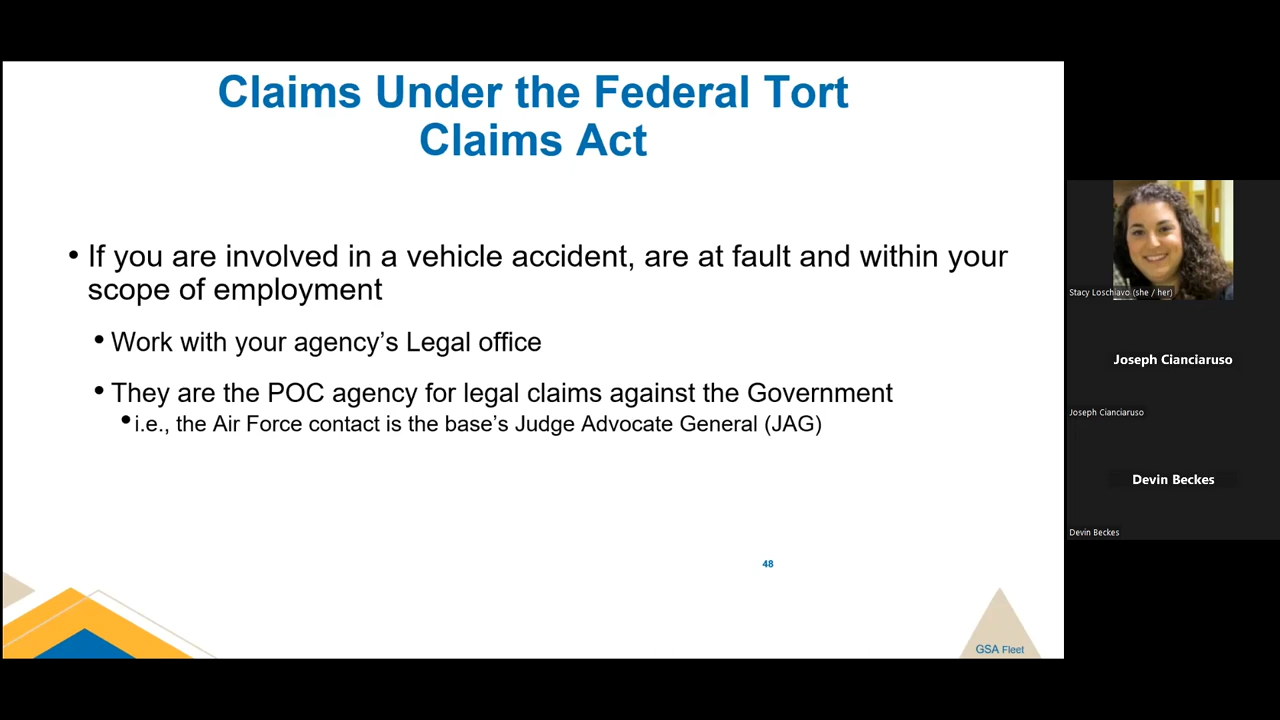 Claims Under the Federal Tort
Claims Act
• If you are involved in a vehicle accident, are at fault and within your
scope of employment
• Work with your agency’s Legal office
• They are the POC agency for legal claims against the Government
• i.e., the Air Force contact is the base’s Judge Advocate General (JAG)
48
GSA Fleet
Stacy Loschiavo (she / her)
Joseph Cianciaruso
Joseph Cianciaruso
Devin Beckes
Devin Beckes